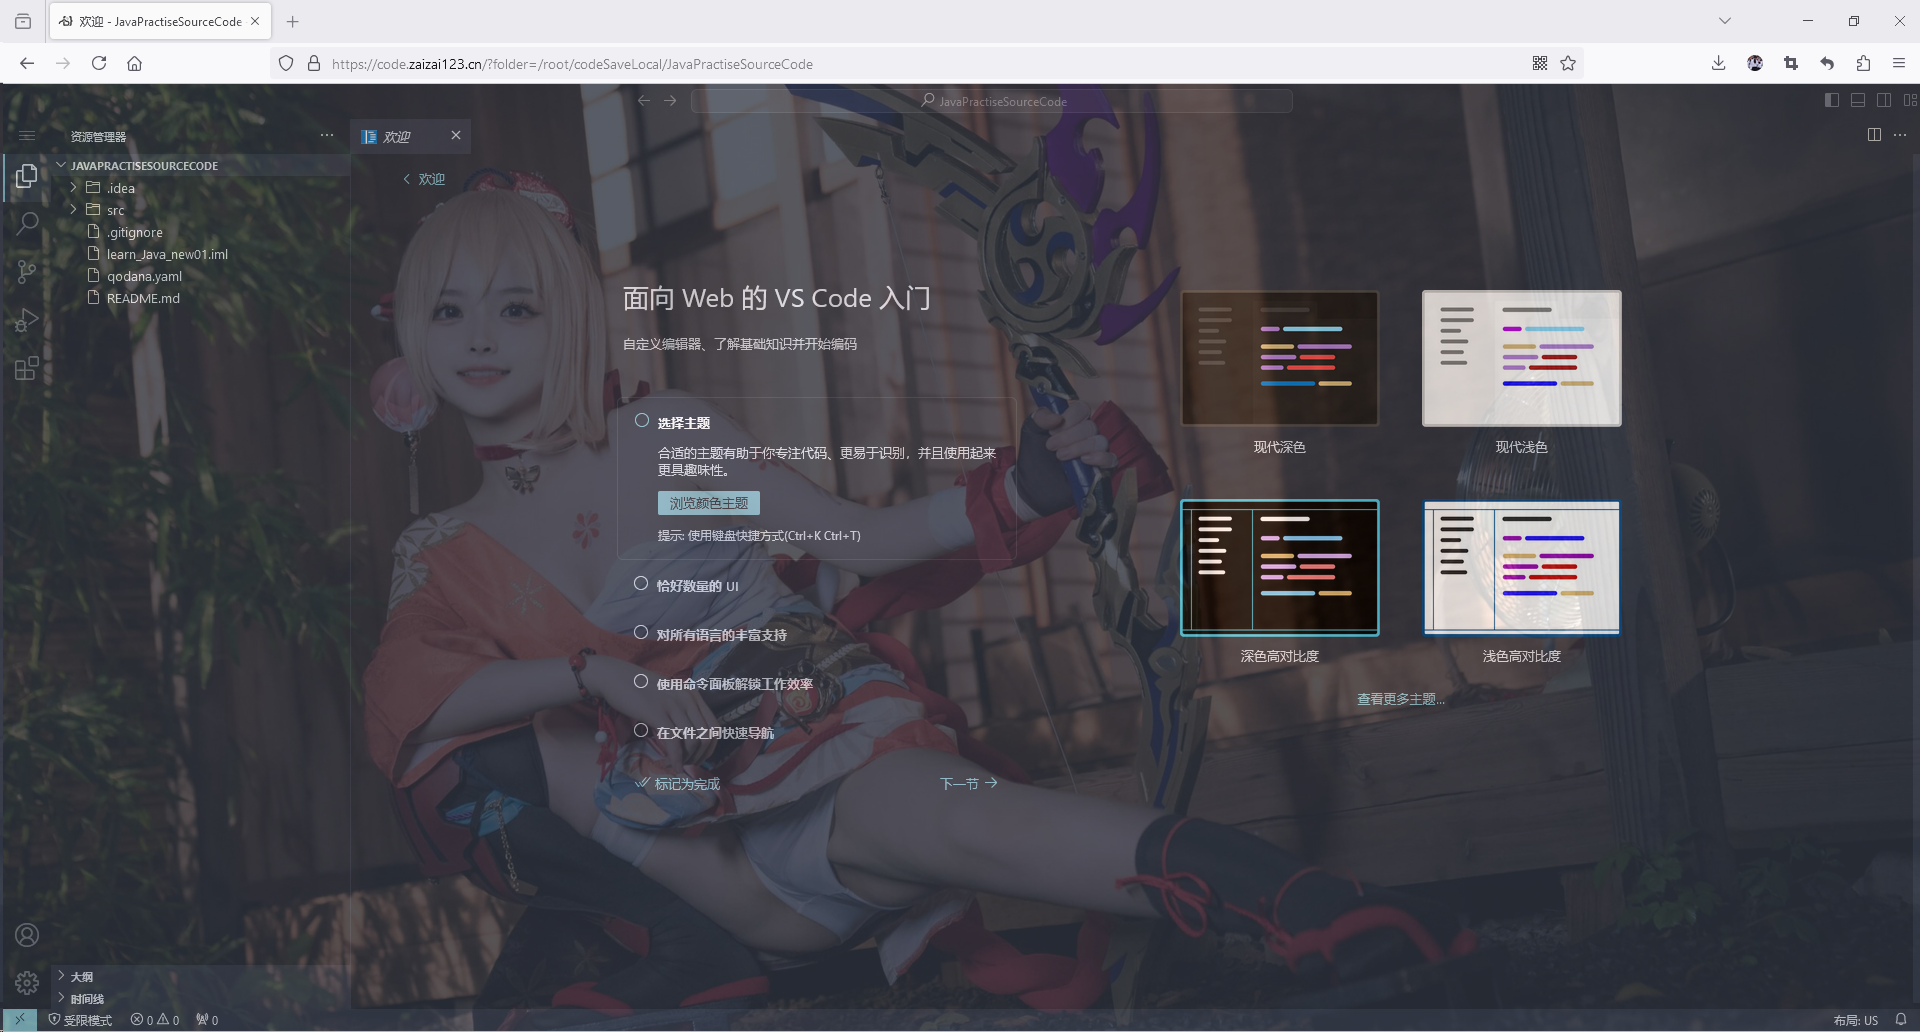 欢迎 - JavaPractiseSourceCode
https://code.zaizai123.cn/?folder=/root/codeSaveLocal/JavaPractiseSourceCode
JavaPractiseSourceCode
资源管理器
欢迎
JAVAPRACTISESOURCECODE
.idea
src
.gitignore
learn_Java_new01.iml
qodana.yaml
README.md
欢迎
面向 Web 的 VS Code 入门
自定义编辑器、了解基础知识并开始编码
选择主题
合适的主题有助于你专注代码、更易于识别，并且使用起来
更具趣味性。
浏览颜色主题
提示: 使用键盘快捷方式(Ctrl+K Ctrl+T)
恰好数量的 UI
对所有语言的丰富支持
使用命令面板解锁工作效率
在文件之间快速导航
标记为完成
下一节
现代深色
现代浅色
深色高对比度
浅色高对比度
查看更多主题...
大纲
时间线
受限模式
0
0
0
布局: US